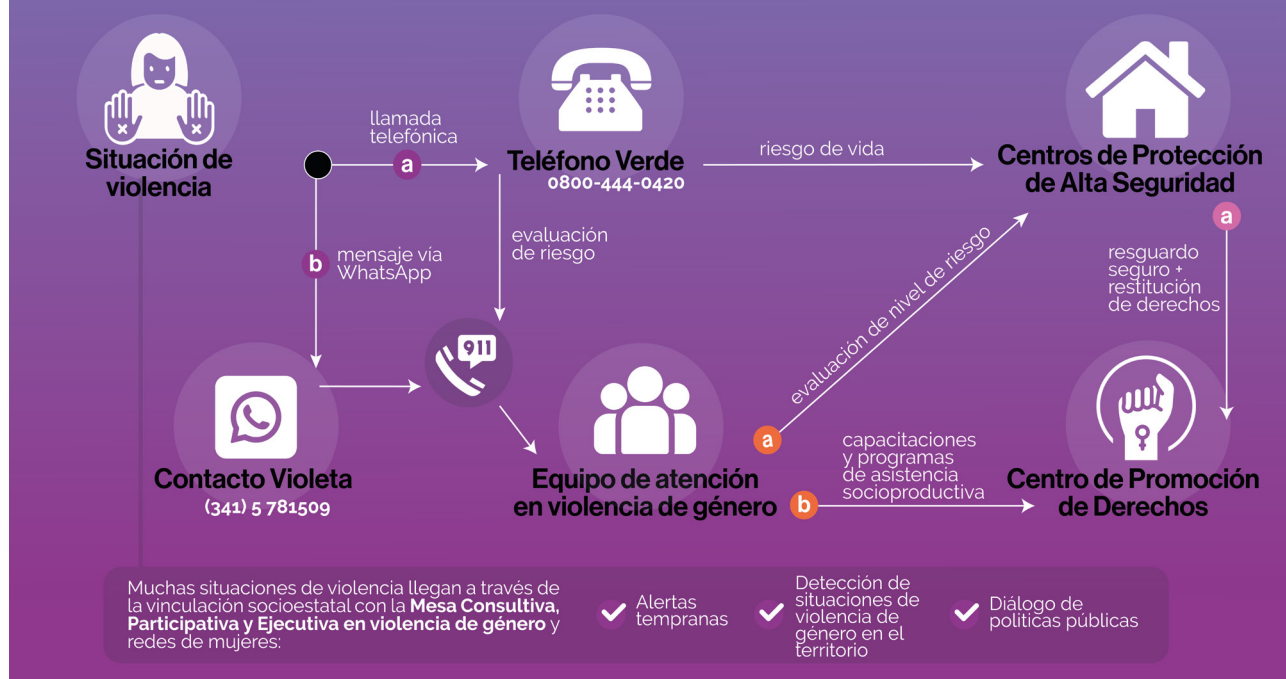 Situación de
violencia
llamada
telefónica
a
Teléfono Verde
0800-444-0420
riesgo de vida
Centros de Protección
de Alta Seguridad
b
mensaje vía
WhatsApp
evaluación
de riesgo
911
evaluación de nivel de riesgo
a
resguardo
seguro +
restitución
de derechos
Contacto Violeta
(341) 5 781509
Equipo de atención
en violencia de género
a
b
capacitaciones
y programas
de asistencia
socioproductiva
Centro de Promoción
de Derechos
Muchas situaciones de violencia llegan a través de
la vinculación socioestatal con la Mesa Consultiva,
Participativa y Ejecutiva en violencia de género y
redes de mujeres:
Alertas
tempranas
Detección de
situaciones de
violencia de
género en el
territorio
Diálogo de
politicas públicas